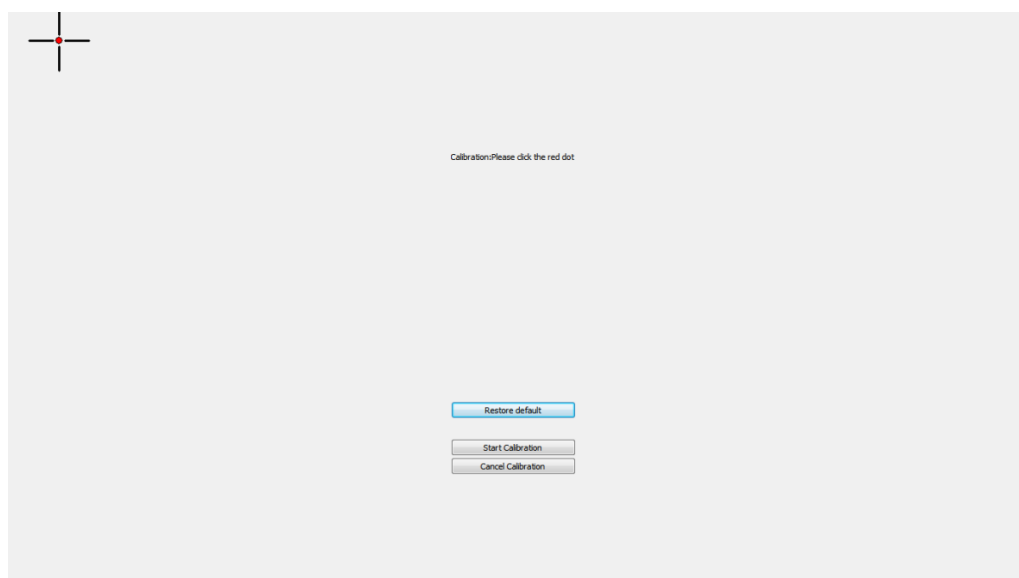 Calibration:Please click the red dot
Restore default
Start Calibration
Cancel Calibration